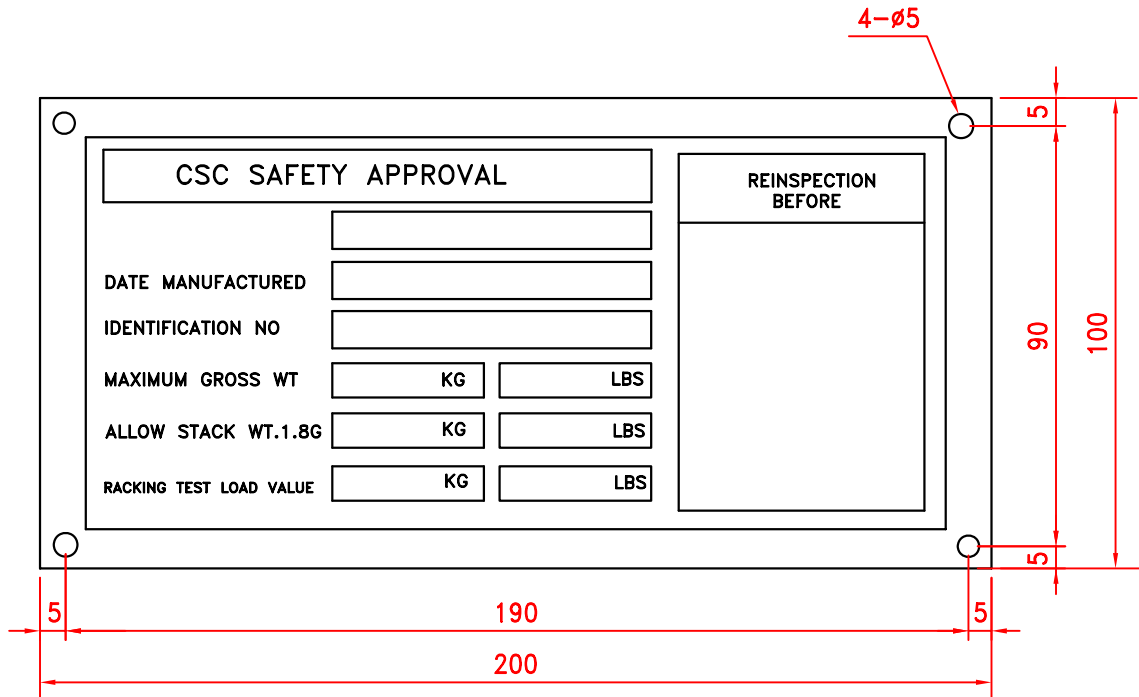 4-ø5
CSC SAFETY APPROVAL
REINSPECTION
BEFORE
DATE MANUFACTURED
IDENTIFICATION NO
MAXIMUM GROSS WT
KG
LBS
ALLOW STACK WT.1.8G
KG
LBS
RACKING TEST LOAD VALUE
KG
LBS
5
90
100
5
5
190
5
200